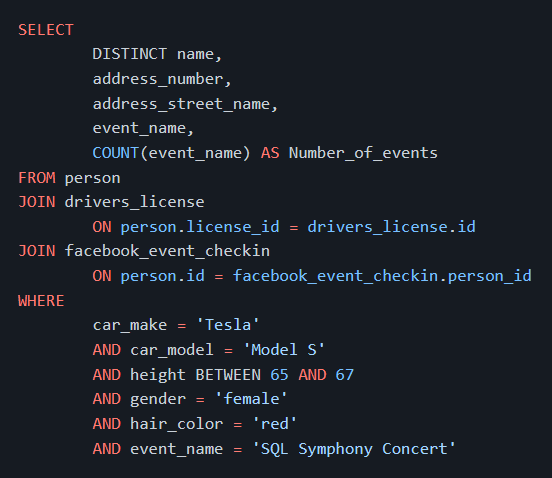 SELECT
DISTINCT name,
address_number,
address_street_name,
event_name,
COUNT(event_name) AS Number_of_events
FROM person
JOIN drivers_license
ON person.license_id = drivers_license.id
JOIN facebook_event_checkin
ON person.id = facebook_event_checkin.person_id
WHERE
car_make = 'Tesla'
AND car_model = 'Model S'
AND height BETWEEN 65 AND 67
AND gender = 'female'
AND hair_color = 'red'
AND event_name = 'SQL Symphony Concert'